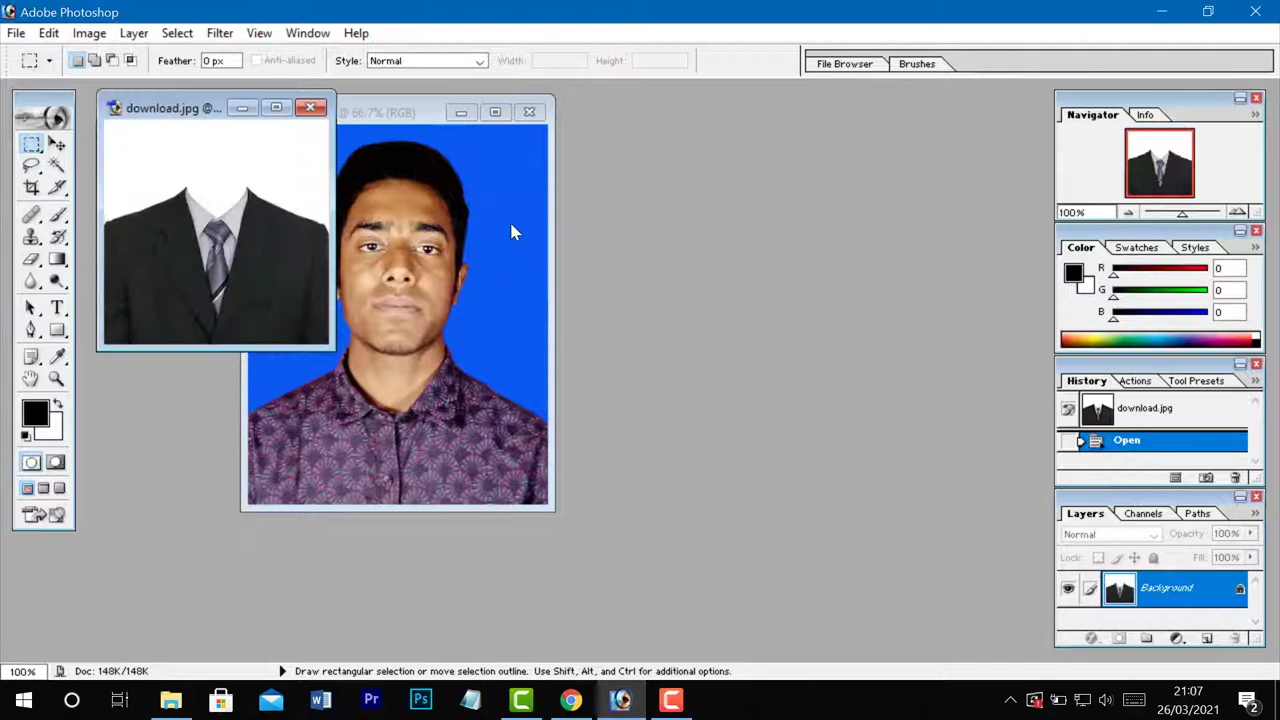 Adobe Photoshop
File Edit Image Layer Select Filter View Window Help
Feather: 0 px Anti-aliased Style: Normal Width: Height: File Browser Brushes
download.jpg @... @ 66.7% (RGB)
Navigator Info
100%
Color Swatches Styles
R 0
G 0
B 0
History Actions Tool Presets
download.jpg
Open
Layers Channels Paths
Normal Opacity: 100%
Lock: Fill: 100%
Background
100% Doc: 148K/148K Draw rectangular selection or move selection outline. Use Shift, Alt, and Ctrl for additional options.
21:07
26/03/2021
2